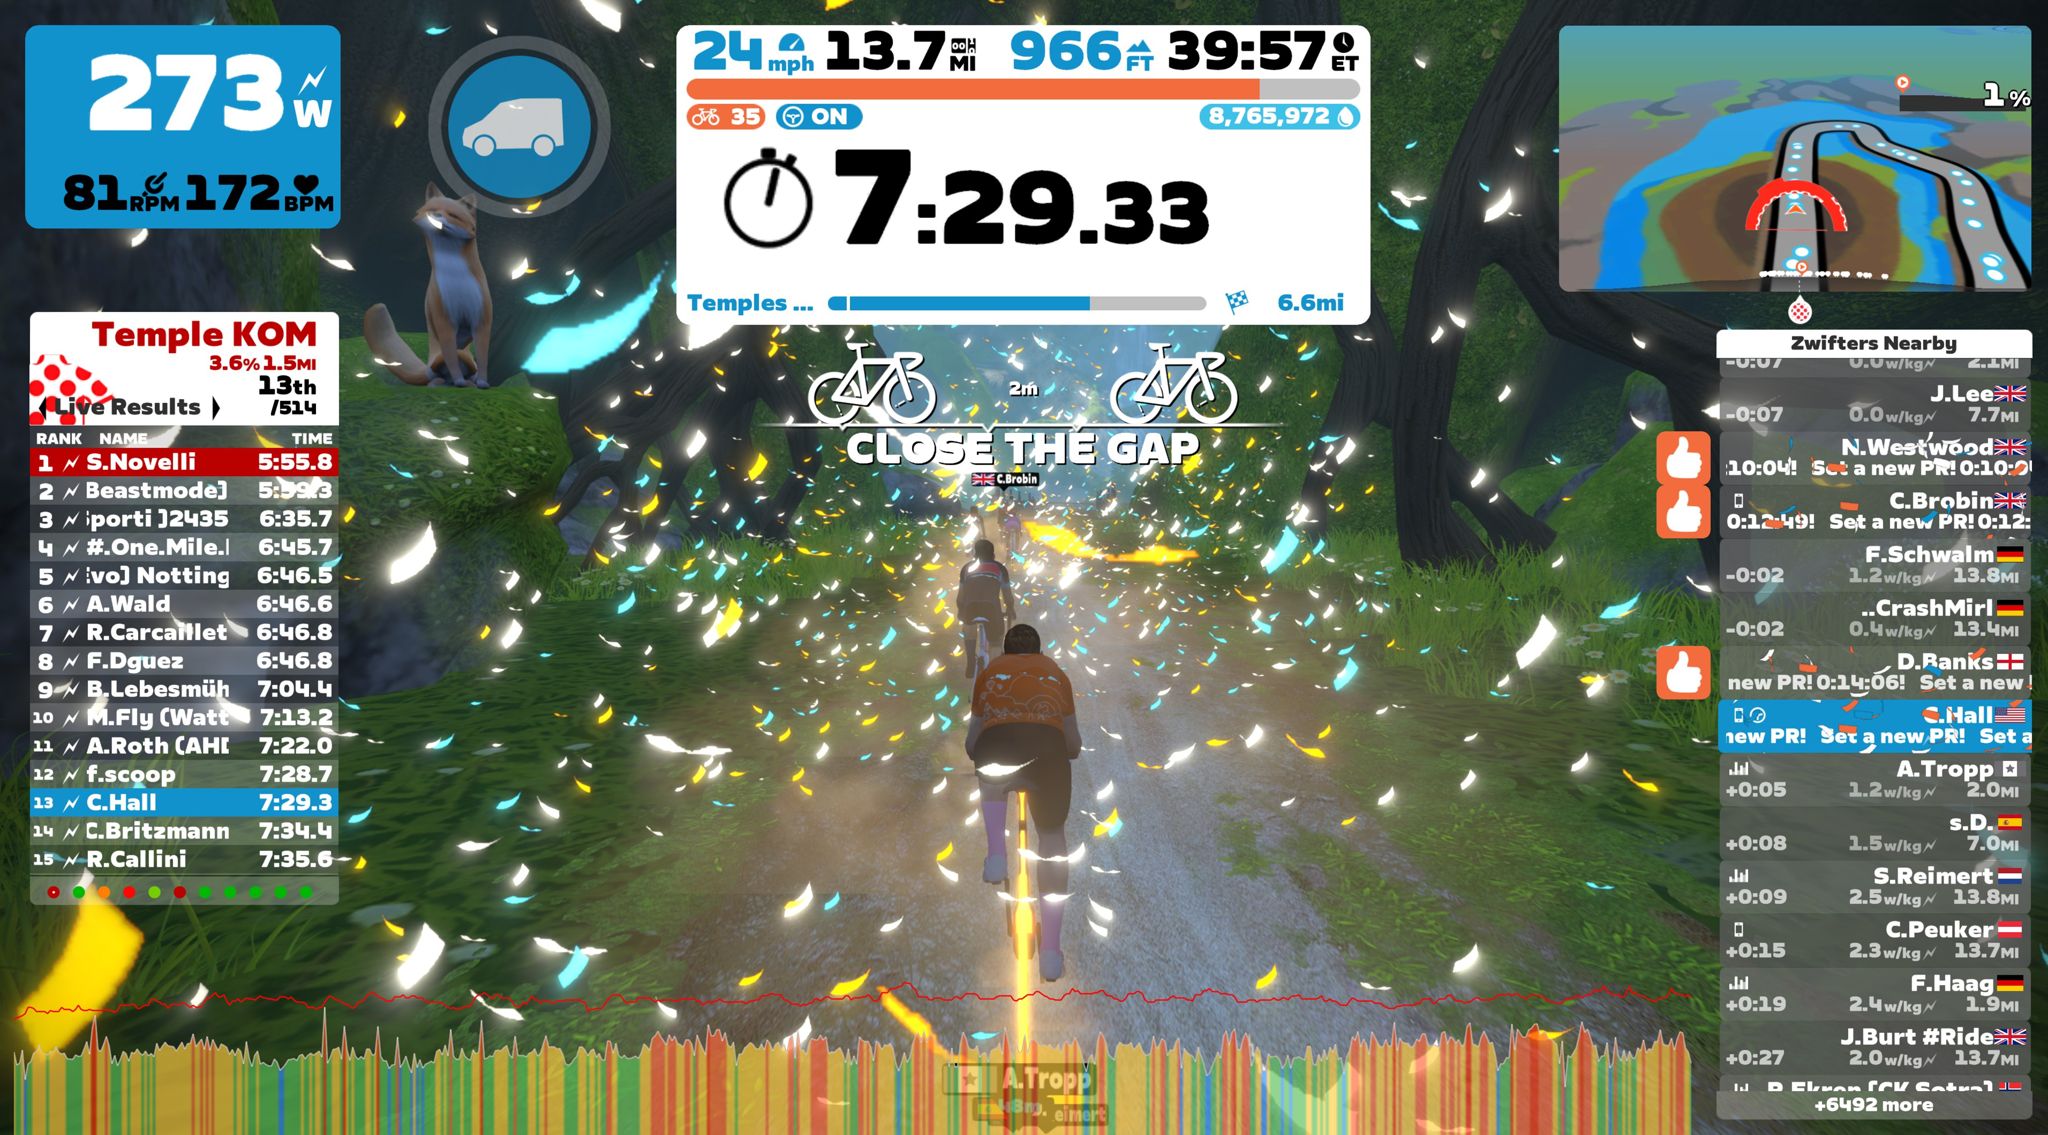 273 W
81 RPM 172 BPM
24 mph 13.7 MI 966 FT 39:57 ET
35 ON 8,765,972
7:29.33
Temples ... 6.6mi
1%
2m
CLOSE THE GAP
C.Brobin
Temple KOM
3.6% 1.5MI
13th
Live Results /514
RANK NAME TIME
1 S.Novelli 5:55.8
2 Beastmode] 5:59.3
3 porti )2435 6:35.7
4 #.One.Mile. 6:45.7
5 vo) Notting 6:46.5
6 A.Wald 6:46.6
7 R.Carcaillet 6:46.8
8 F.Dguez 6:46.8
9 B.Lebesmüh 7:04.4
10 M.Fly (Watt 7:13.2
11 A.Roth (AH 7:22.0
12 f.scoop 7:28.7
13 C.Hall 7:29.3
14 C.Britzmann 7:34.4
15 R.Callini 7:35.6
Zwifters Nearby
-0:07 0.0w/kg 2.1MI
J.Lee
-0:07 0.0w/kg 7.7MI
N.Westwood
:10:04! Set a new PR! 0:10:0
C.Brobin
0:12:49! Set a new PR! 0:12:
F.Schwalm
-0:02 1.2w/kg 13.8MI
..CrashMirl
-0:02 0.4w/kg 13.4MI
D.Banks
new PR! 0:14:06! Set a new
C.Hall
new PR! Set a new PR! Set a
A.Tropp
+0:05 1.2w/kg 2.0MI
s.D.
+0:08 1.5w/kg 7.0MI
S.Reimert
+0:09 2.5w/kg 13.8MI
C.Peuker
+0:15 2.3w/kg 13.7MI
F.Haag
+0:19 2.4w/kg 1.9MI
J.Burt #Ride
+0:27 2.0w/kg 13.7MI
+6492 more
A.Tropp
48m. eimert